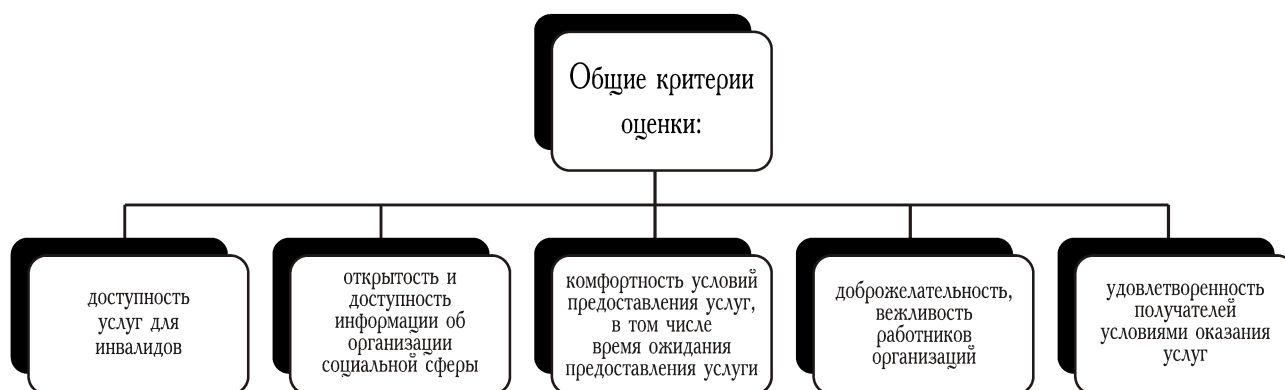 Общие критерии
оценки:
доступность
услуг для
инвалидов
открытость и
доступность
информации об
организации
социальной сферы
комфортность условий
предоставления услуг,
в том числе
время ожидания
предоставления услуги
доброжелательность,
вежливость
работников
организаций
удовлетворенность
получателей
условиями оказания
услуг